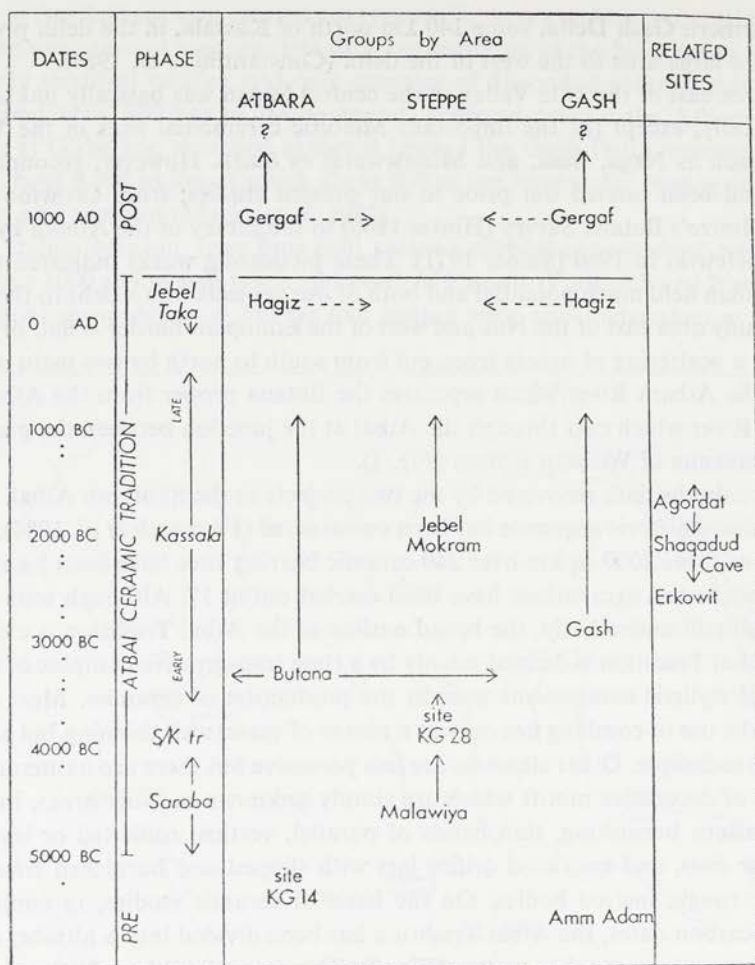 DATES
PHASE
Groups by Area
RELATED
SITES
ATBARA
STEPPE
GASH
?
?
POST
1000 AD
Gergaf
Gergaf
Jebel
Taka
Hagiz
Hagiz
0 AD
LATE
1000 BC
ATBAI CERAMIC TRADITION
Agordat
Jebel
Mokram
2000 BC
Kassala
Shaqadud
Cave
Erkowit
Gash
3000 BC
EARLY
Butana
site
KG 28
S/K-tr
4000 BC
Saroba
Malawiya
5000 BC
site
KG 14
PRE
Amm Adam